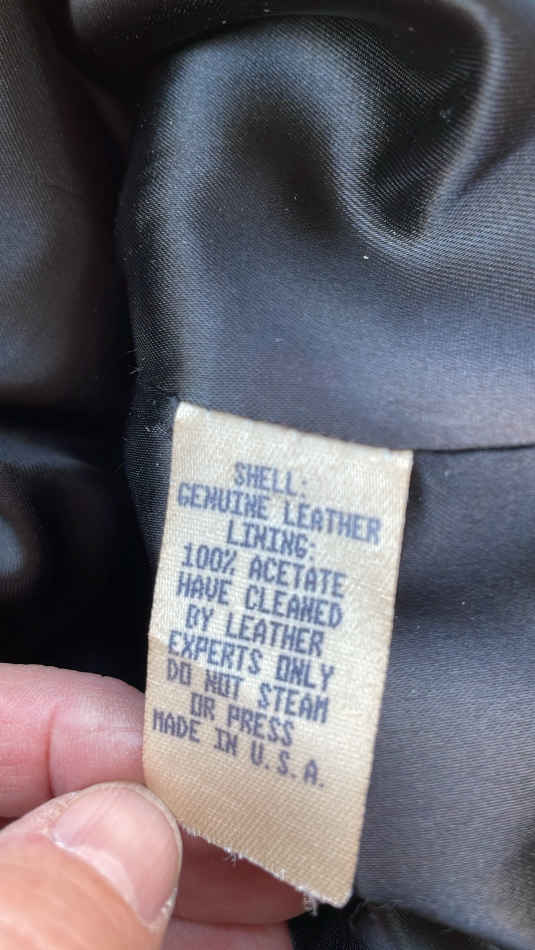 SHELL:
GENUINE LEATHER
LINING:
100% ACETATE
HAVE CLEANED
BY LEATHER
EXPERTS ONLY
DO NOT STEAM
OR PRESS
MADE IN U.S.A.